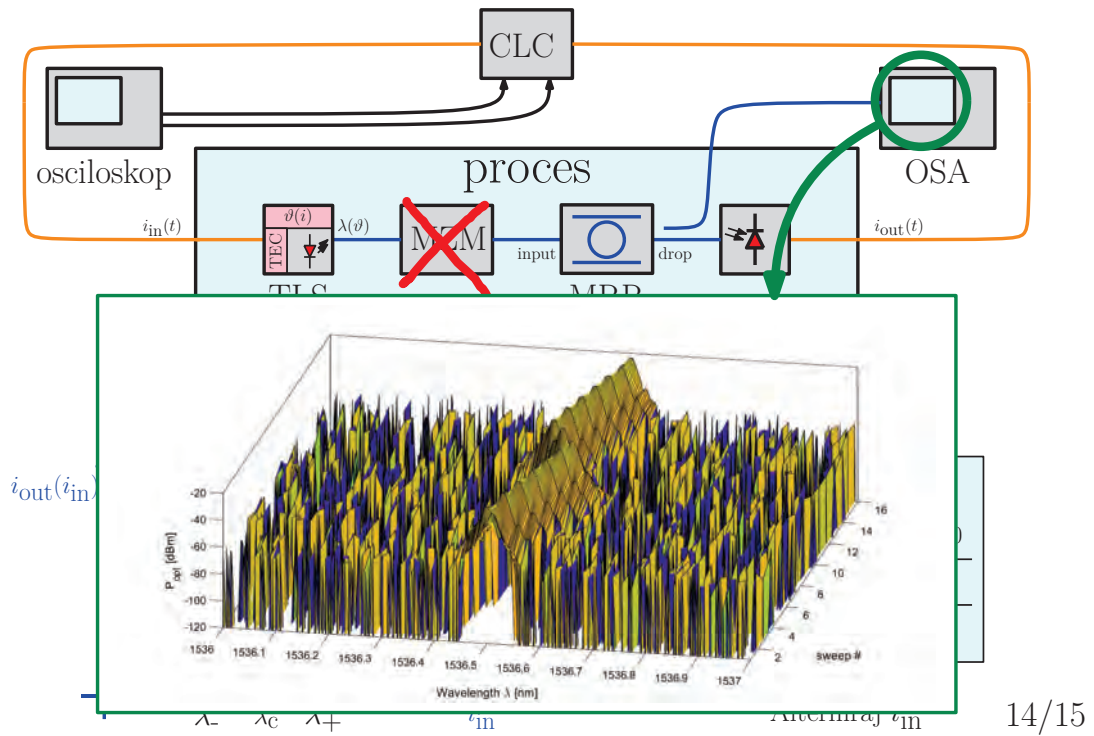 CLC
osciloskop
OSA
proces
i_in(t)
TEC
ϑ(i)
λ(ϑ)
MZM
input
drop
i_out(t)
i_out(i_in)
P_opt [dBm]
-20
-40
-60
-80
-100
-120
1536
1536.1
1536.2
1536.3
1536.4
1536.5
1536.6
1536.7
1536.8
1536.9
1537
Wavelength λ [nm]
2
4
6
8
10
12
14
16
sweep #
λ- λc λ+
i_in
i_in
14/15